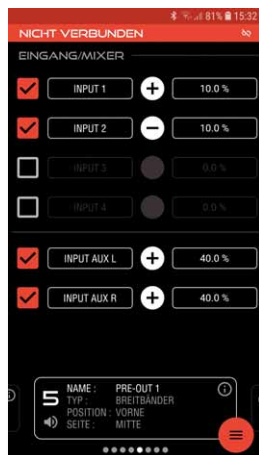 81% 15:32
NICHT VERBUNDEN
EINGANG/MIXER
INPUT 1 + 10.0 %
INPUT 2 − 10.0 %
INPUT 3 0.0 %
INPUT 4 0.0 %
INPUT AUX L + 40.0 %
INPUT AUX R + 40.0 %
5
NAME : PRE-OUT 1
TYP : BREITBÄNDER
POSITION : VORNE
SEITE : MITTE